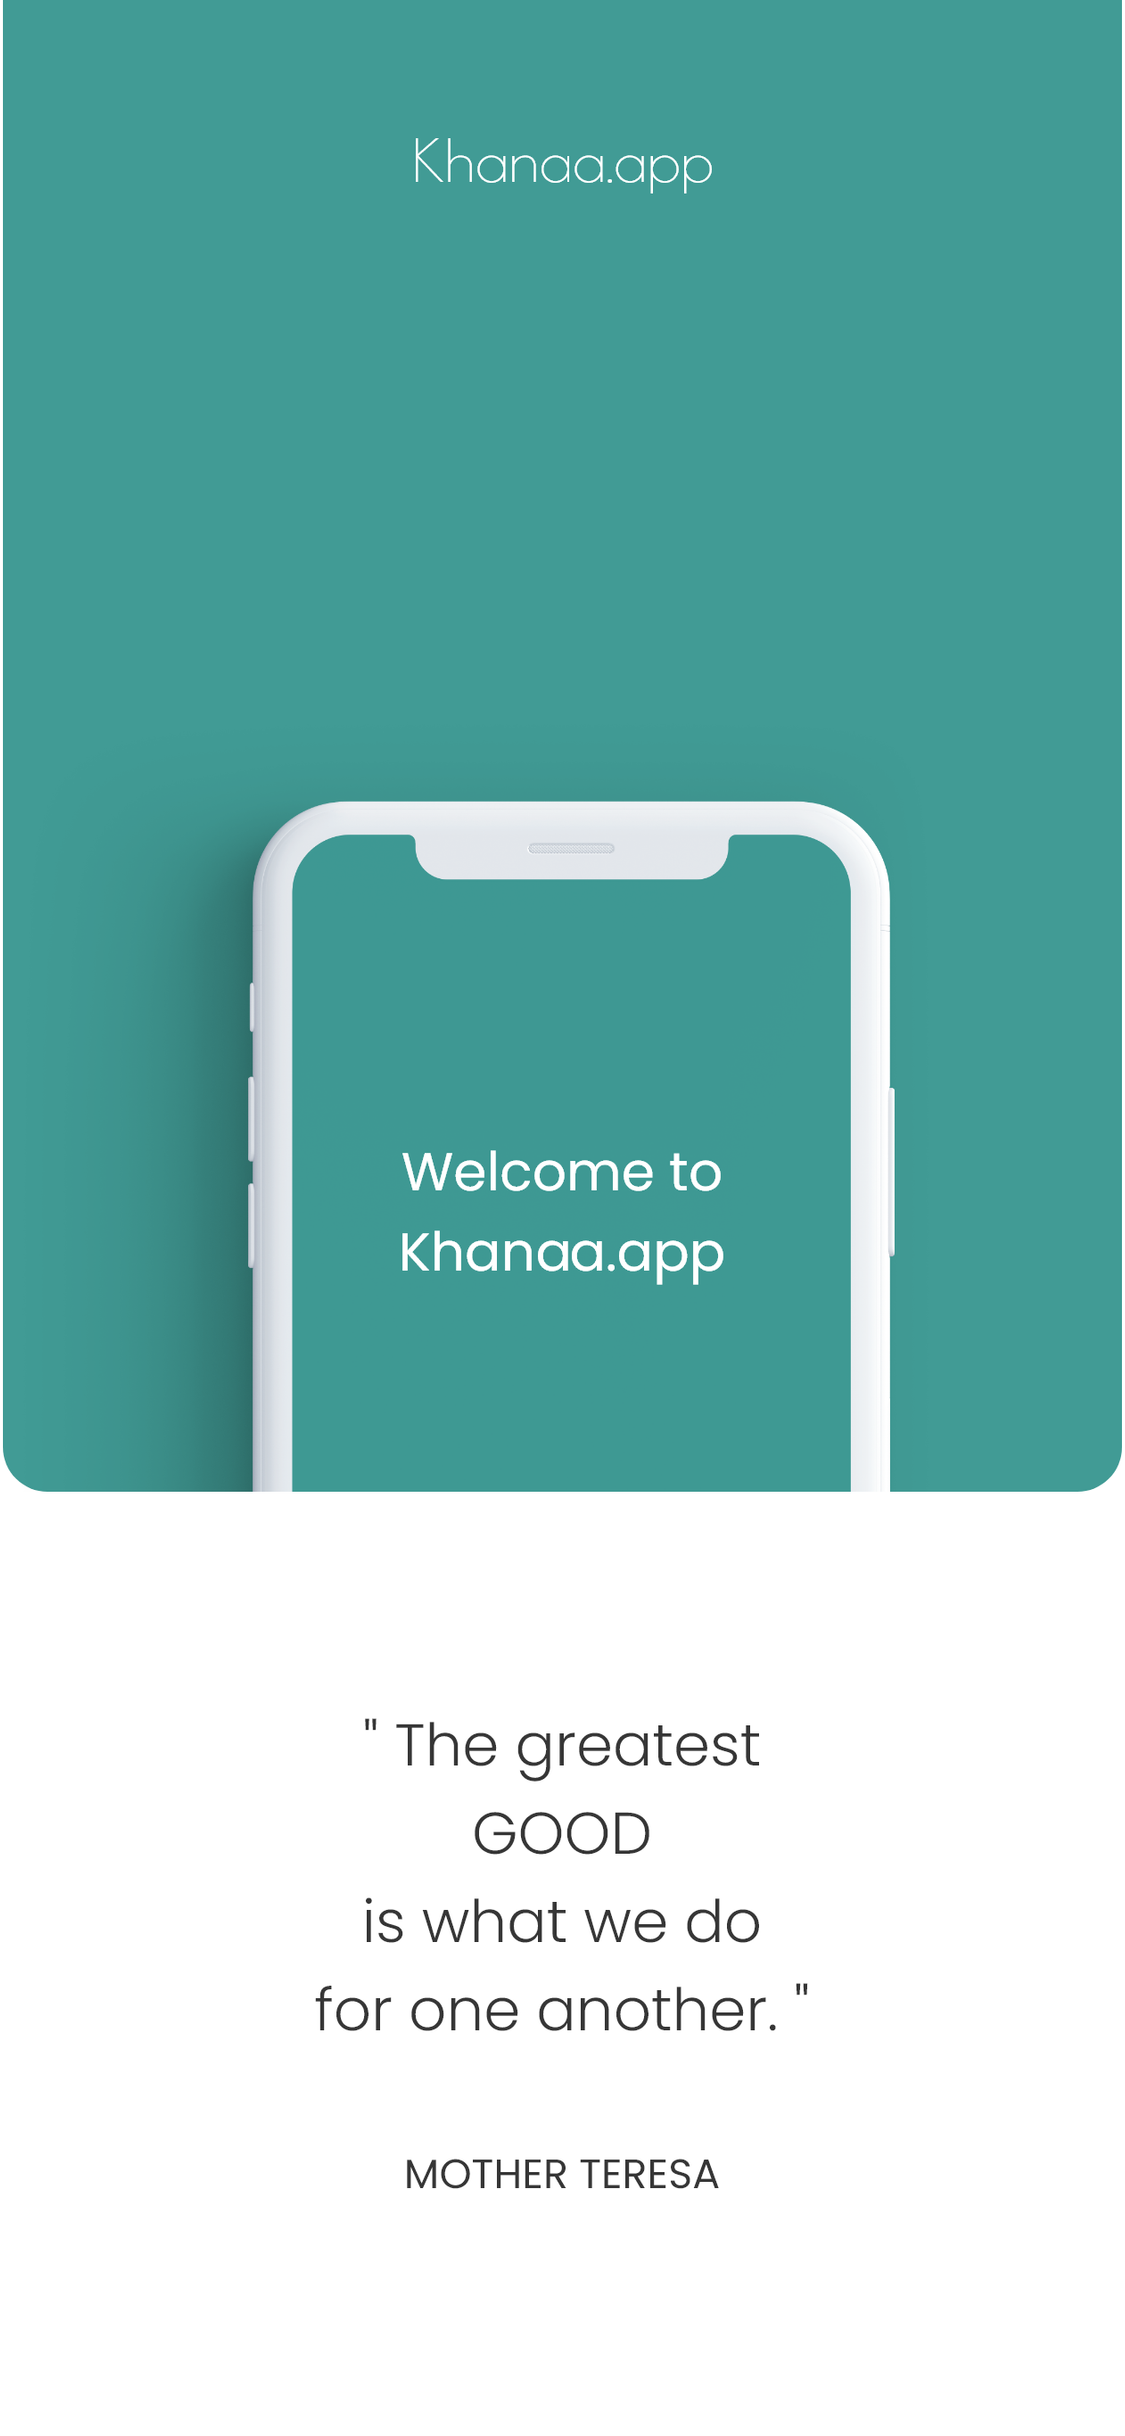 Khanaa.app
Welcome to
Khanaa.app
" The greatest
GOOD
is what we do
for one another. "
MOTHER TERESA